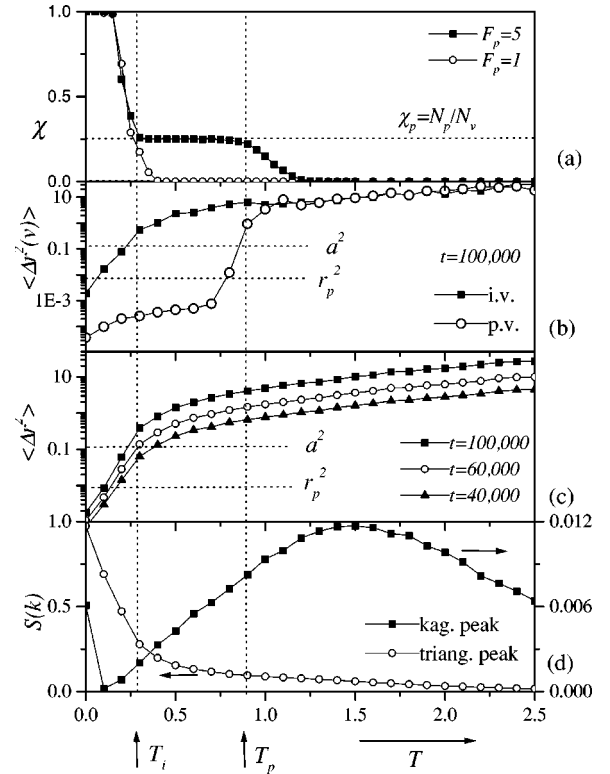 1.0
0.5
0.0
χ
F_p=5
F_p=1
χ_p=N_p/N_v
(a)
10
0.1
1E-3
<Δr²(v)>
a²
r_p²
t=100,000
i.v.
p.v.
(b)
10
0.1
<Δr²>
a²
r_p²
t=100,000
t=60,000
t=40,000
(c)
1.0
0.5
0.0
S(k)
0.012
0.006
0.000
kag. peak
triang. peak
(d)
0.0 0.5 1.0 1.5 2.0 2.5
T_i T_p T